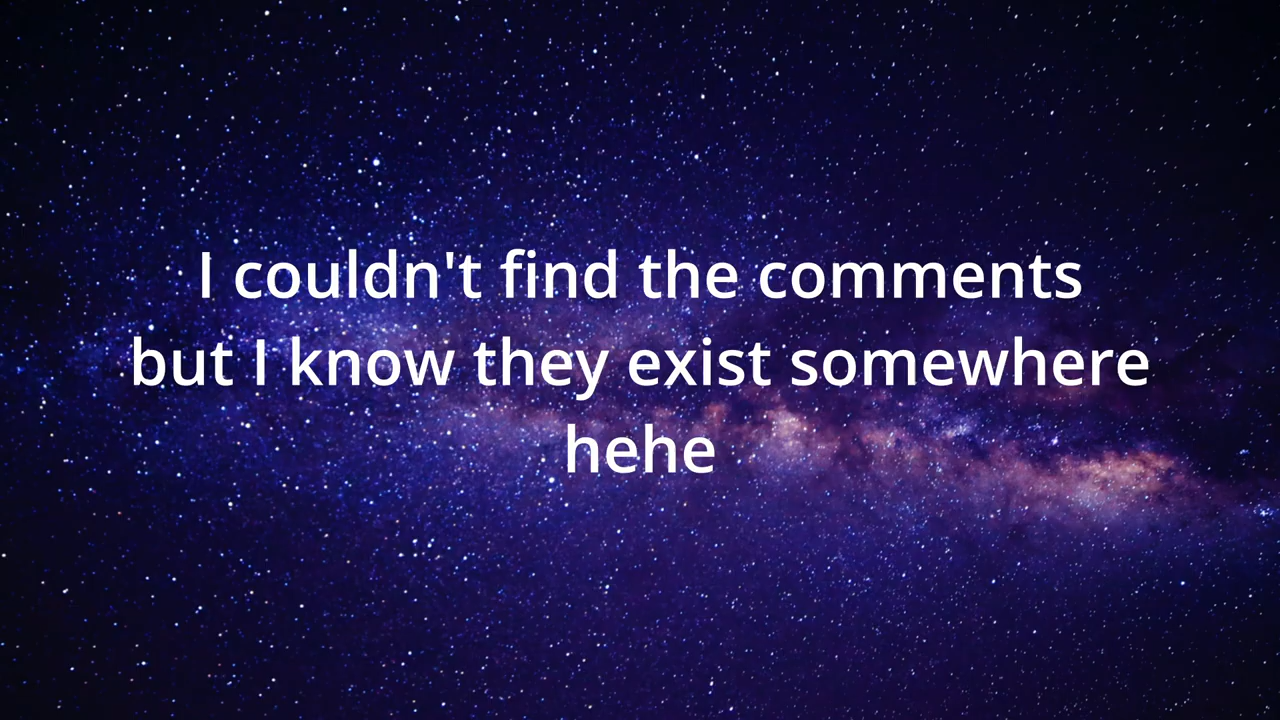 I couldn't find the comments
but I know they exist somewhere
hehe